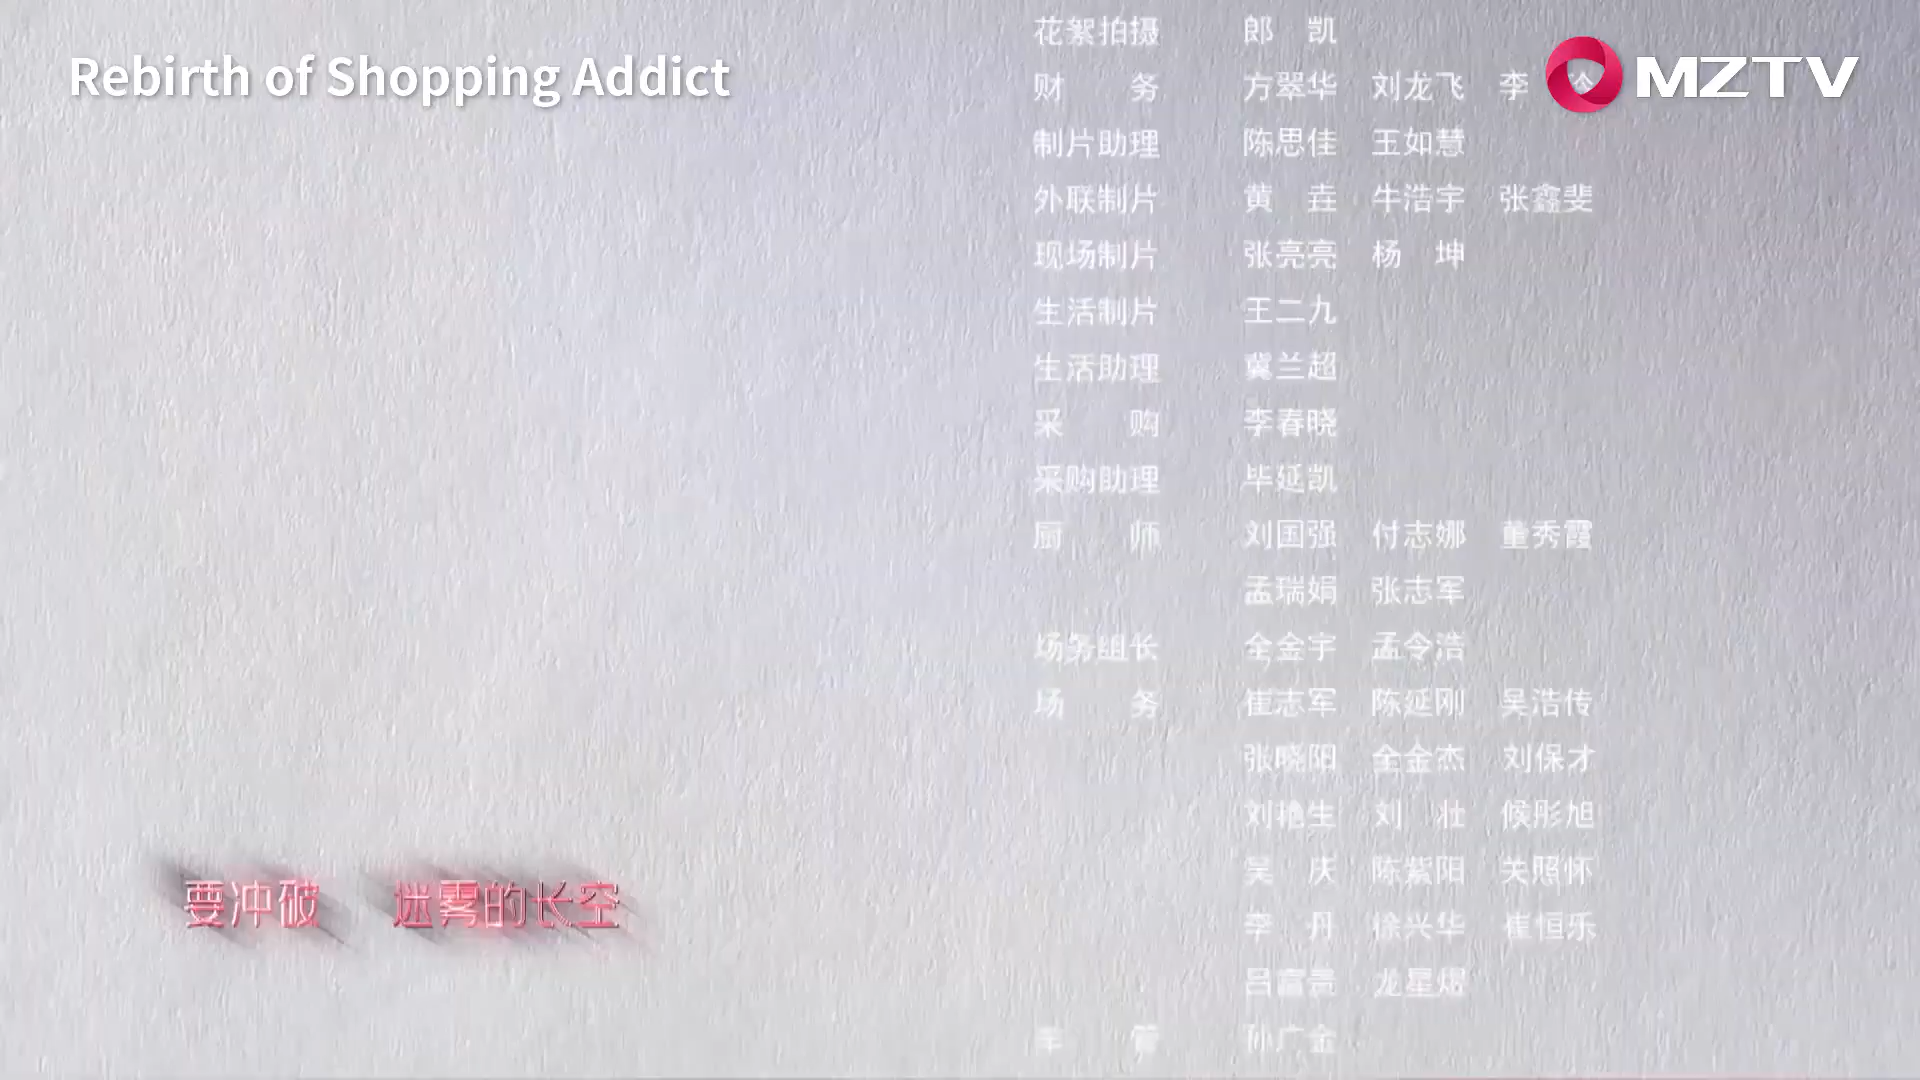 Rebirth of Shopping Addict
MZTV
花絮拍摄 郎 凯
财 务 方翠华 刘龙飞 李
制片助理 陈思佳 王如慧
外联制片 黄 垚 牛浩宇 张鑫斐
现场制片 张亮亮 杨 坤
生活制片 王二九
生活助理 冀兰超
采 购 李春晓
采购助理 毕延凯
厨 师 刘国强 付志娜 董秀霞
孟瑞娟 张志军
场务组长 全金宇 孟令浩
场 务 崔志军 陈延刚 吴浩传
张晓阳 全金杰 刘保才
刘艳生 刘 壮 候彤旭
吴 庆 陈紫阳 关照怀
李 丹 徐兴华 崔恒乐
吕富贵 龙星熠
车 管 孙广金
要冲破 迷雾的长空